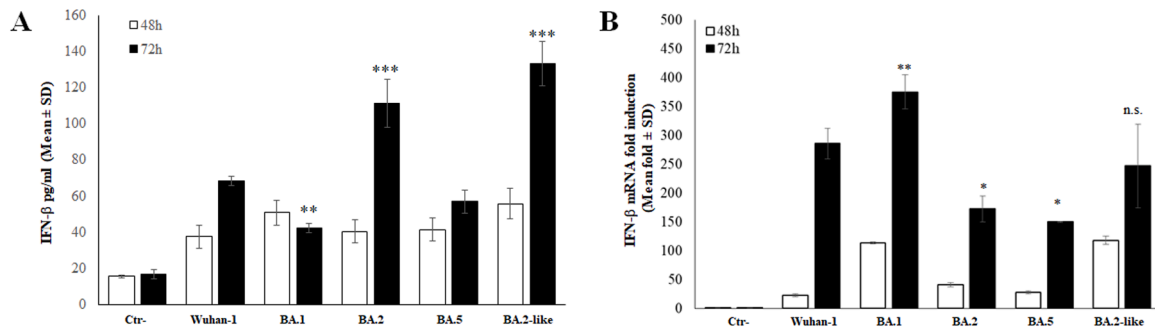 A
IFN-β pg/ml (Mean ± SD)
160
140
120
100
80
60
40
20
0
48h
72h
**
***
***
Ctr-
Wuhan-1
BA.1
BA.2
BA.5
BA.2-like
B
IFN-β mRNA fold induction
(Mean fold ± SD)
500
450
400
350
300
250
200
150
100
50
0
48h
72h
**
*
*
n.s.
Ctr-
Wuhan-1
BA.1
BA.2
BA.5
BA.2-like